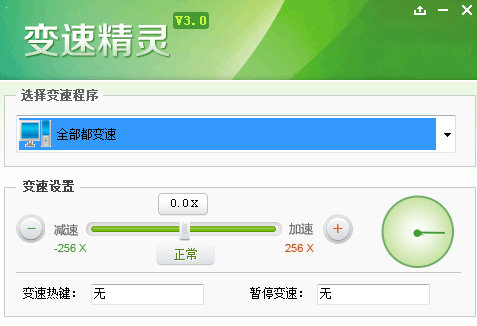 变速精灵 V3.0
选择变速程序
全部都变速
变速设置
0.0X
减速
加速
-256 X
正常
256 X
变速热键： 无
暂停变速： 无